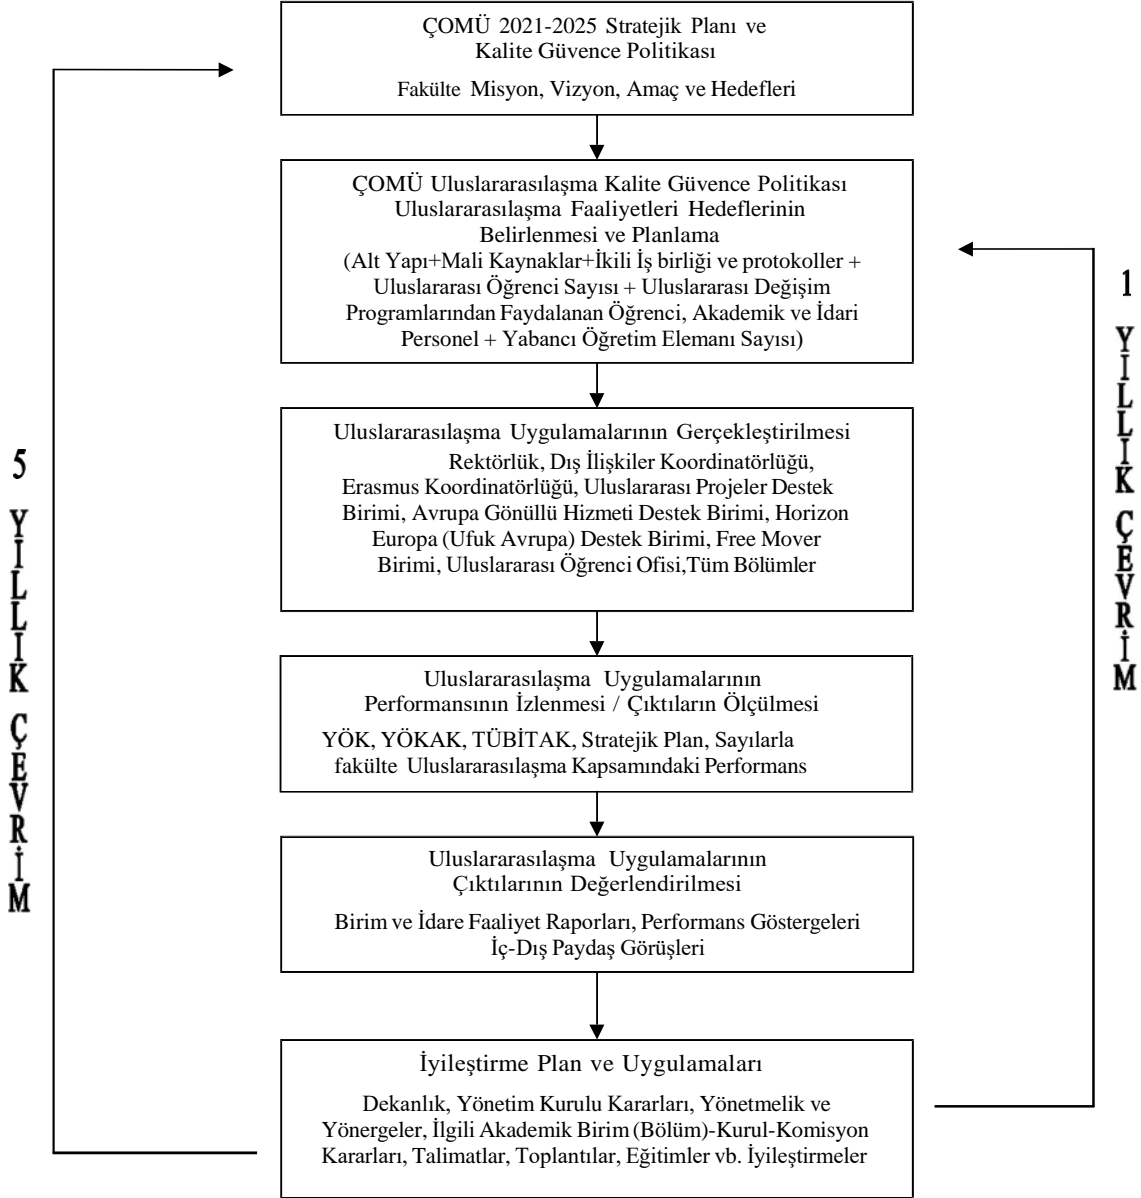 ÇOMÜ 2021-2025 Stratejik Planı ve
Kalite Güvence Politikası
Fakülte Misyon, Vizyon, Amaç ve Hedefleri
ÇOMÜ Uluslararasılaşma Kalite Güvence Politikası
Uluslararasılaşma Faaliyetleri Hedeflerinin
Belirlenmesi ve Planlama
(Alt Yapı+Mali Kaynaklar+İkili İş birliği ve protokoller +
Uluslararası Öğrenci Sayısı + Uluslararası Değişim
Programlarından Faydalanan Öğrenci, Akademik ve İdari
Personel + Yabancı Öğretim Elemanı Sayısı)
Uluslararasılaşma Uygulamalarının Gerçekleştirilmesi
Rektörlük, Dış İlişkiler Koordinatörlüğü,
Erasmus Koordinatörlüğü, Uluslararası Projeler Destek
Birimi, Avrupa Gönüllü Hizmeti Destek Birimi, Horizon
Europa (Ufuk Avrupa) Destek Birimi, Free Mover
Birimi, Uluslararası Öğrenci Ofisi,Tüm Bölümler
Uluslararasılaşma Uygulamalarının
Performansının İzlenmesi / Çıktıların Ölçülmesi
YÖK, YÖKAK, TÜBİTAK, Stratejik Plan, Sayılarla
fakülte Uluslararasılaşma Kapsamındaki Performans
Uluslararasılaşma Uygulamalarının
Çıktılarının Değerlendirilmesi
Birim ve İdare Faaliyet Raporları, Performans Göstergeleri
İç-Dış Paydaş Görüşleri
İyileştirme Plan ve Uygulamaları
Dekanlık, Yönetim Kurulu Kararları, Yönetmelik ve
Yönergeler, İlgili Akademik Birim (Bölüm)-Kurul-Komisyon
Kararları, Talimatlar, Toplantılar, Eğitimler vb. İyileştirmeler
5 YILLIK ÇEVRİM
1 YILLIK ÇEVRİM